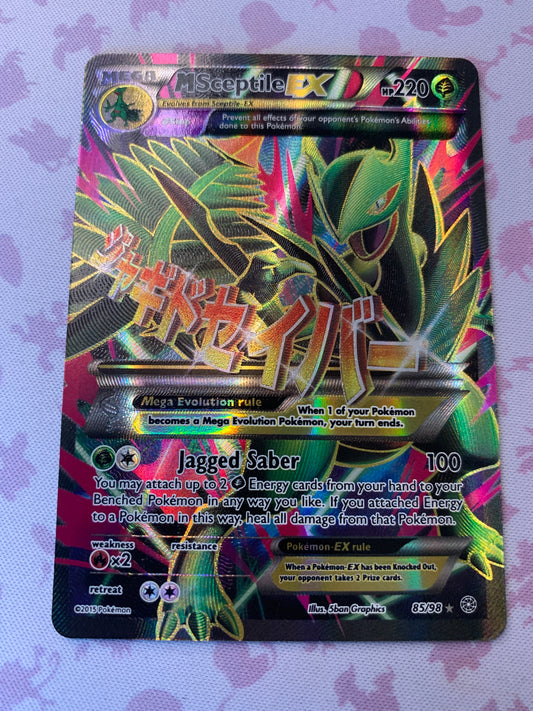 MEGA
M Sceptile EX HP 220
Evolves from Sceptile-EX
Prevent all effects of your opponent's Pokémon's Abilities
done to this Pokémon.
ジャギドセイバー
Mega Evolution rule
When 1 of your Pokémon
becomes a Mega Evolution Pokémon, your turn ends.
Jagged Saber 100
You may attach up to 2 Energy cards from your hand to your
Benched Pokémon in any way you like. If you attached Energy
to a Pokémon in this way, heal all damage from that Pokémon.
weakness resistance
×2
retreat
Pokémon-EX rule
When a Pokémon-EX has been Knocked Out,
your opponent takes 2 Prize cards.
©2015 Pokémon Illus. 5ban Graphics 85/98